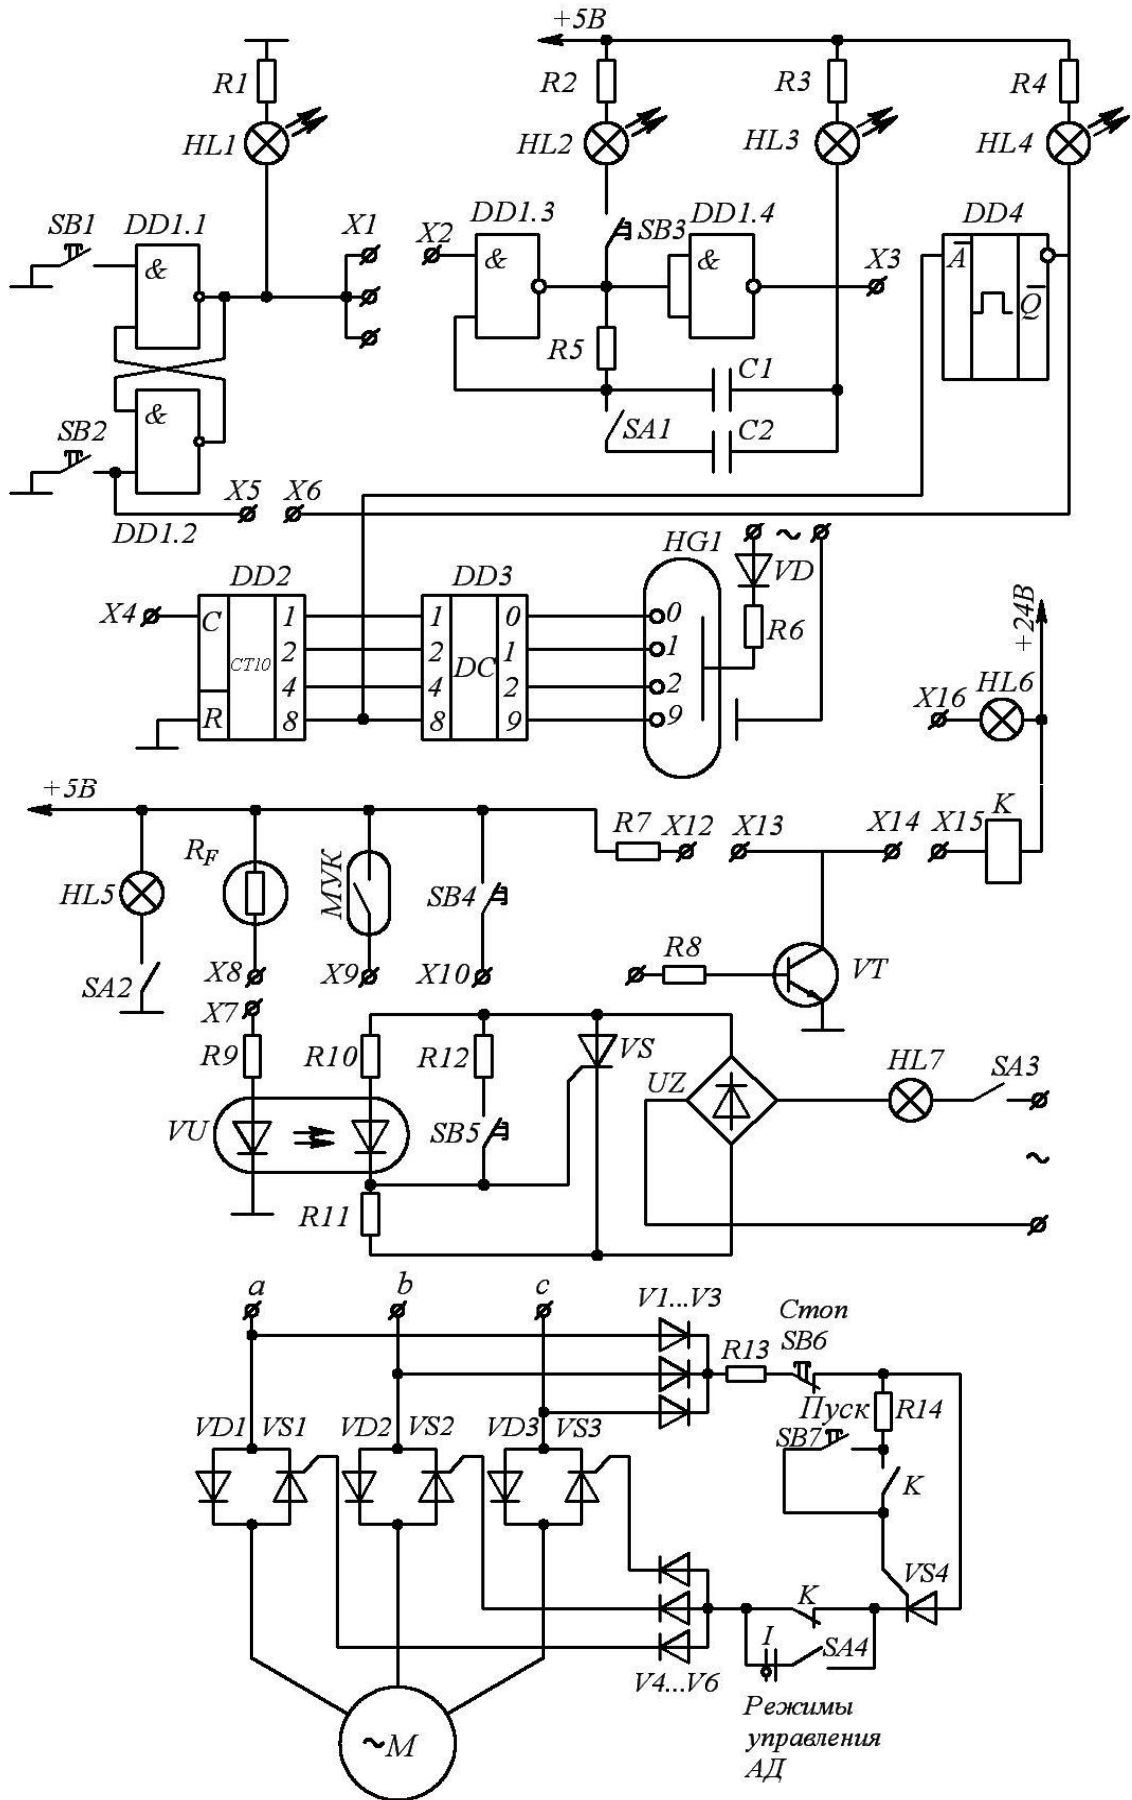 +5В
R1
R2
R3
R4
HL1
HL2
HL3
HL4
SB1
DD1.1
X1
X2
DD1.3
SB3
DD1.4
X3
DD4
&
&
&
A
Q
R5
C1
SA1
C2
SB2
&
DD1.2
X5
X6
HG1
~
VD
R6
DD2
DD3
X4
C
CT10
R
1
2
4
8
1
2
4
8
DC
0
1
2
9
0
1
2
9
+24В
X16
HL6
+5В
R7
X12
X13
X14
X15
K
HL5
RF
МУК
SB4
SA2
X8
X9
X10
R8
VT
X7
R9
R10
R12
VS
UZ
HL7
SA3
VU
SB5
~
R11
a
b
c
V1...V3
Стоп
SB6
R13
Пуск
R14
SB7
K
VD1
VS1
VD2
VS2
VD3
VS3
VS4
K
I
SA4
V4...V6
~M
Режимы
управления
АД